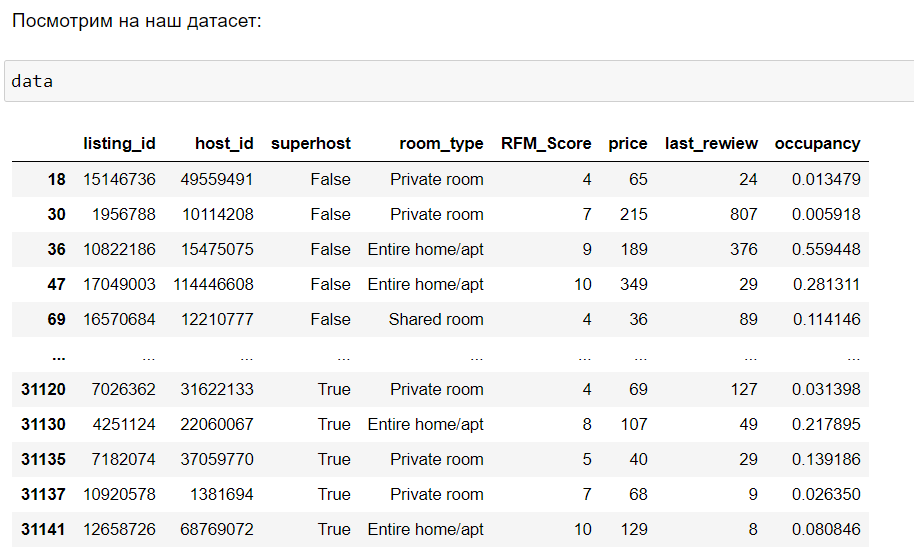 Посмотрим на наш датасет:
data
listing_id host_id superhost room_type RFM_Score price last_rewiew occupancy
18 15146736 49559491 False Private room 4 65 24 0.013479
30 1956788 10114208 False Private room 7 215 807 0.005918
36 10822186 15475075 False Entire home/apt 9 189 376 0.559448
47 17049003 114446608 False Entire home/apt 10 349 29 0.281311
69 16570684 12210777 False Shared room 4 36 89 0.114146
... ... ... ... ... ... ... ... ...
31120 7026362 31622133 True Private room 4 69 127 0.031398
31130 4251124 22060067 True Entire home/apt 8 107 49 0.217895
31135 7182074 37059770 True Private room 5 40 29 0.139186
31137 10920578 1381694 True Private room 7 68 9 0.026350
31141 12658726 68769072 True Entire home/apt 10 129 8 0.080846